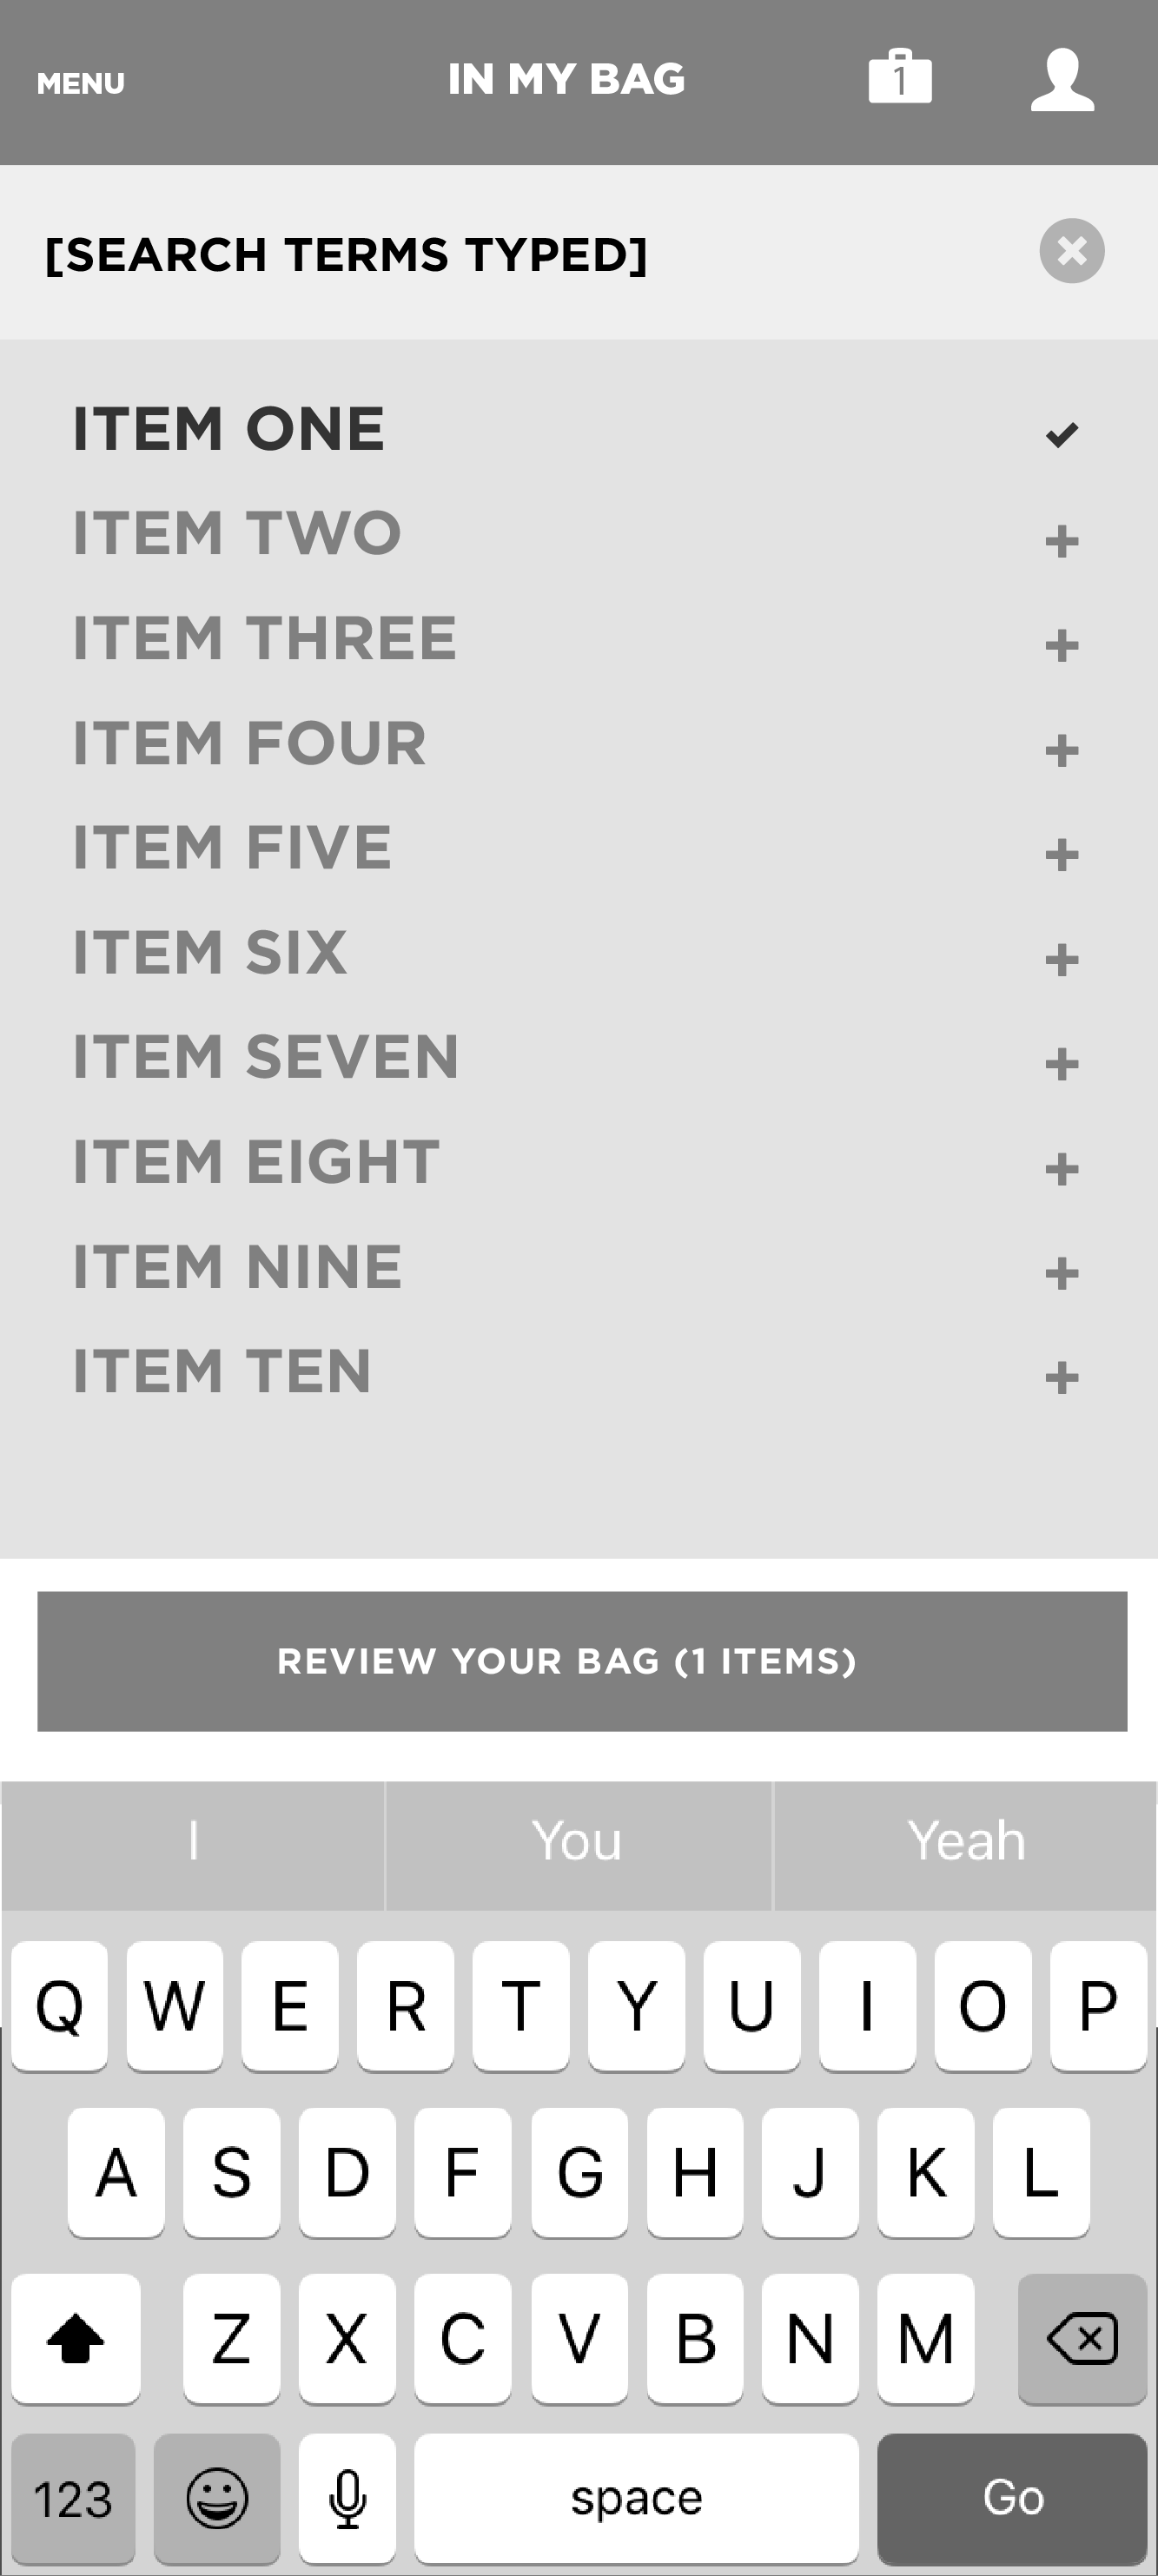 MENU IN MY BAG 1
[SEARCH TERMS TYPED]
ITEM ONE
ITEM TWO
ITEM THREE
ITEM FOUR
ITEM FIVE
ITEM SIX
ITEM SEVEN
ITEM EIGHT
ITEM NINE
ITEM TEN
REVIEW YOUR BAG (1 ITEMS)
I You Yeah
Q W E R T Y U I O P
A S D F G H J K L
Z X C V B N M
123 space Go